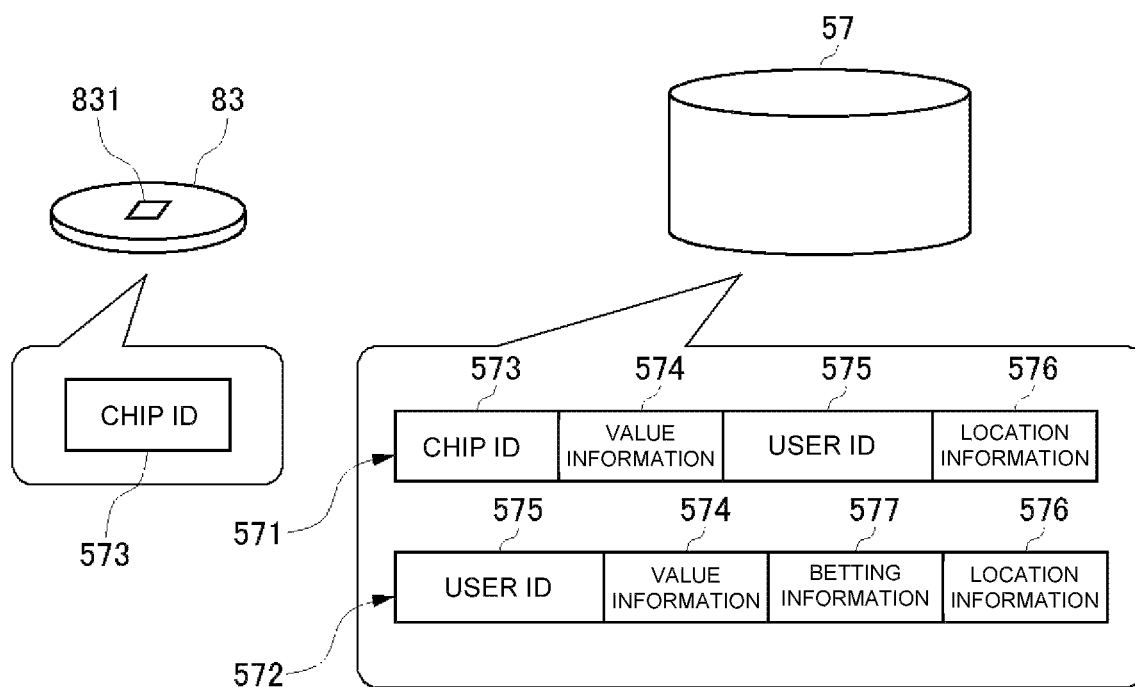 57
831 83
573 574 575 576
CHIP ID
CHIP ID VALUE INFORMATION USER ID LOCATION INFORMATION
573
571
575 574 577 576
USER ID VALUE INFORMATION BETTING INFORMATION LOCATION INFORMATION
572